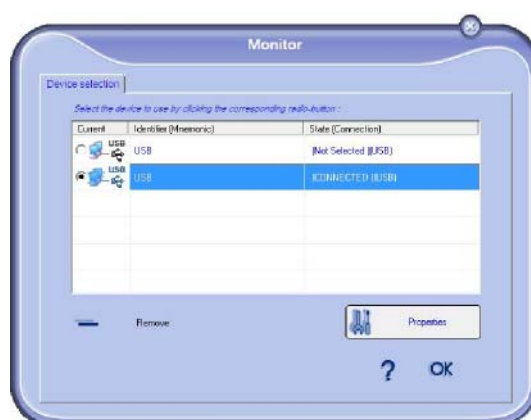 Monitor
Device selection
Select the device to use by clicking the corresponding radio-button :
Current Identifier (Mnemonic) State (Connection)
USB USB |Not Selected |(USB)
USB USB |CONNECTED |(USB)
Remove Properties
? OK